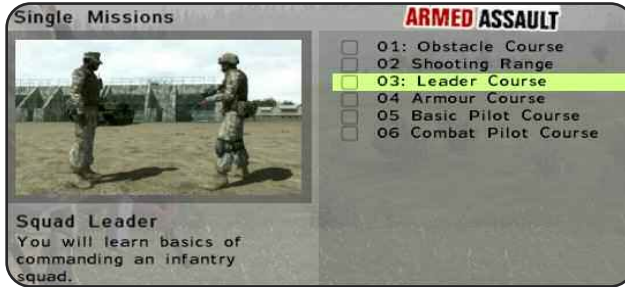 Single Missions
ARMED ASSAULT
01: Obstacle Course
02 Shooting Range
03: Leader Course
04 Armour Course
05 Basic Pilot Course
06 Combat Pilot Course
Squad Leader
You will learn basics of
commanding an infantry
squad.